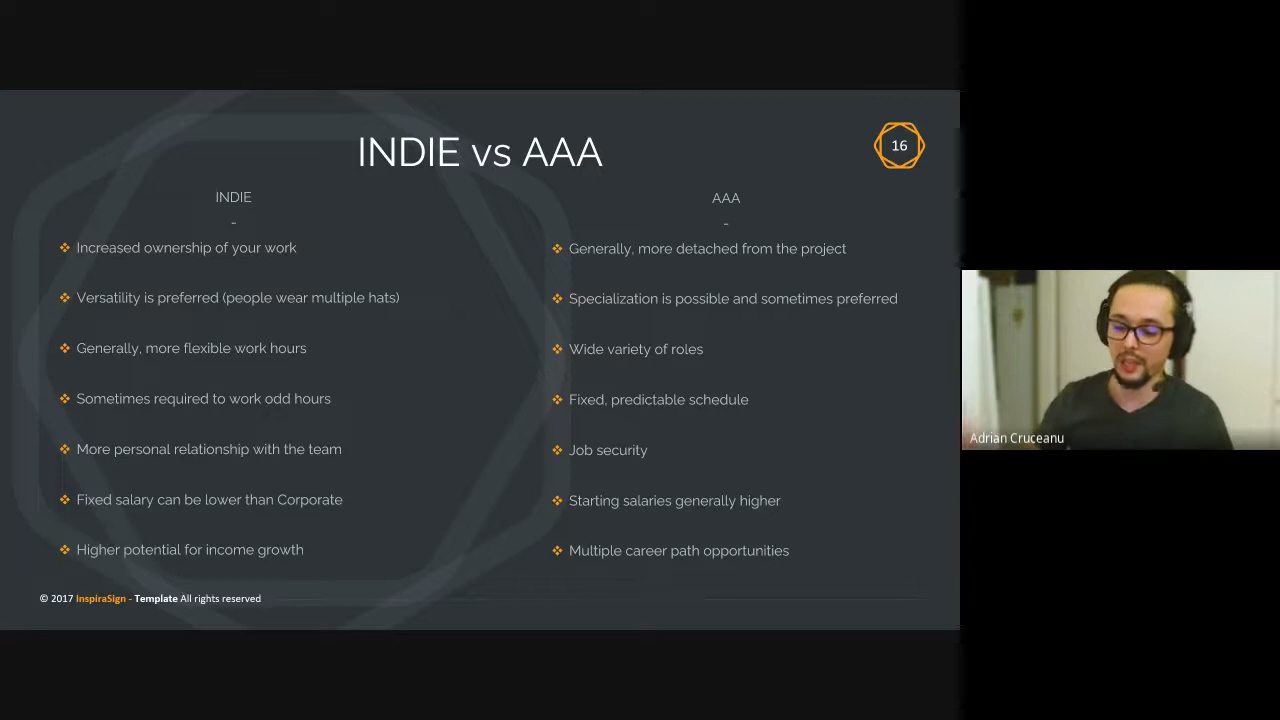 INDIE vs AAA
16
INDIE
-
Increased ownership of your work
Versatility is preferred (people wear multiple hats)
Generally, more flexible work hours
Sometimes required to work odd hours
More personal relationship with the team
Fixed salary can be lower than Corporate
Higher potential for income growth
AAA
-
Generally, more detached from the project
Specialization is possible and sometimes preferred
Wide variety of roles
Fixed, predictable schedule
Job security
Starting salaries generally higher
Multiple career path opportunities
© 2017 InspiraSign - Template All rights reserved
Adrian Cruceanu